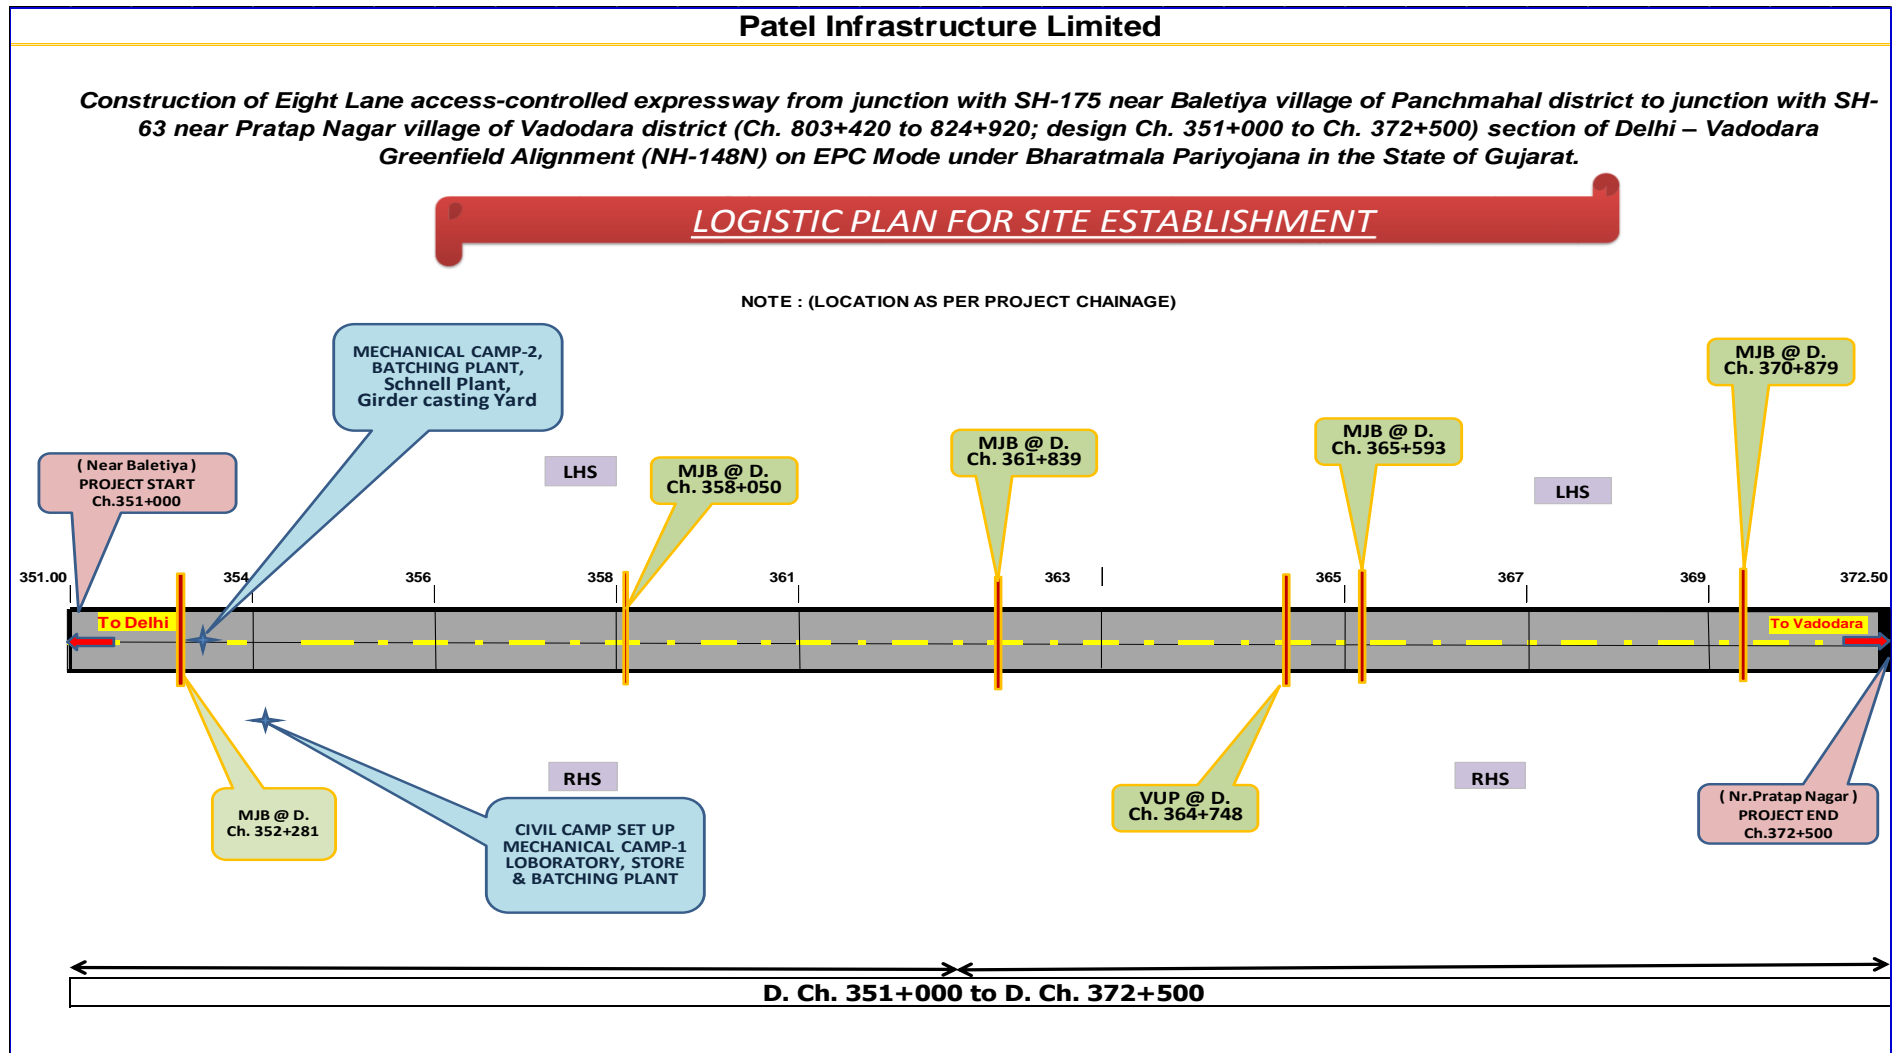 Patel Infrastructure Limited
Construction of Eight Lane access-controlled expressway from junction with SH-175 near Baletiya village of Panchmahal district to junction with SH-
63 near Pratap Nagar village of Vadodara district (Ch. 803+420 to 824+920; design Ch. 351+000 to Ch. 372+500) section of Delhi – Vadodara
Greenfield Alignment (NH-148N) on EPC Mode under Bharatmala Pariyojana in the State of Gujarat.
LOGISTIC PLAN FOR SITE ESTABLISHMENT
NOTE : (LOCATION AS PER PROJECT CHAINAGE)
MECHANICAL CAMP-2,
BATCHING PLANT,
Schnell Plant,
Girder casting Yard
MJB @ D.
Ch. 370+879
( Near Baletiya )
PROJECT START
Ch.351+000
LHS
MJB @ D.
Ch. 358+050
MJB @ D.
Ch. 361+839
MJB @ D.
Ch. 365+593
LHS
351.00
354
356
358
361
363
365
367
369
372.50
To Delhi
To Vadodara
MJB @ D.
Ch. 352+281
RHS
CIVIL CAMP SET UP
MECHANICAL CAMP-1
LOBORATORY, STORE
& BATCHING PLANT
VUP @ D.
Ch. 364+748
RHS
( Nr.Pratap Nagar )
PROJECT END
Ch.372+500
D. Ch. 351+000 to D. Ch. 372+500